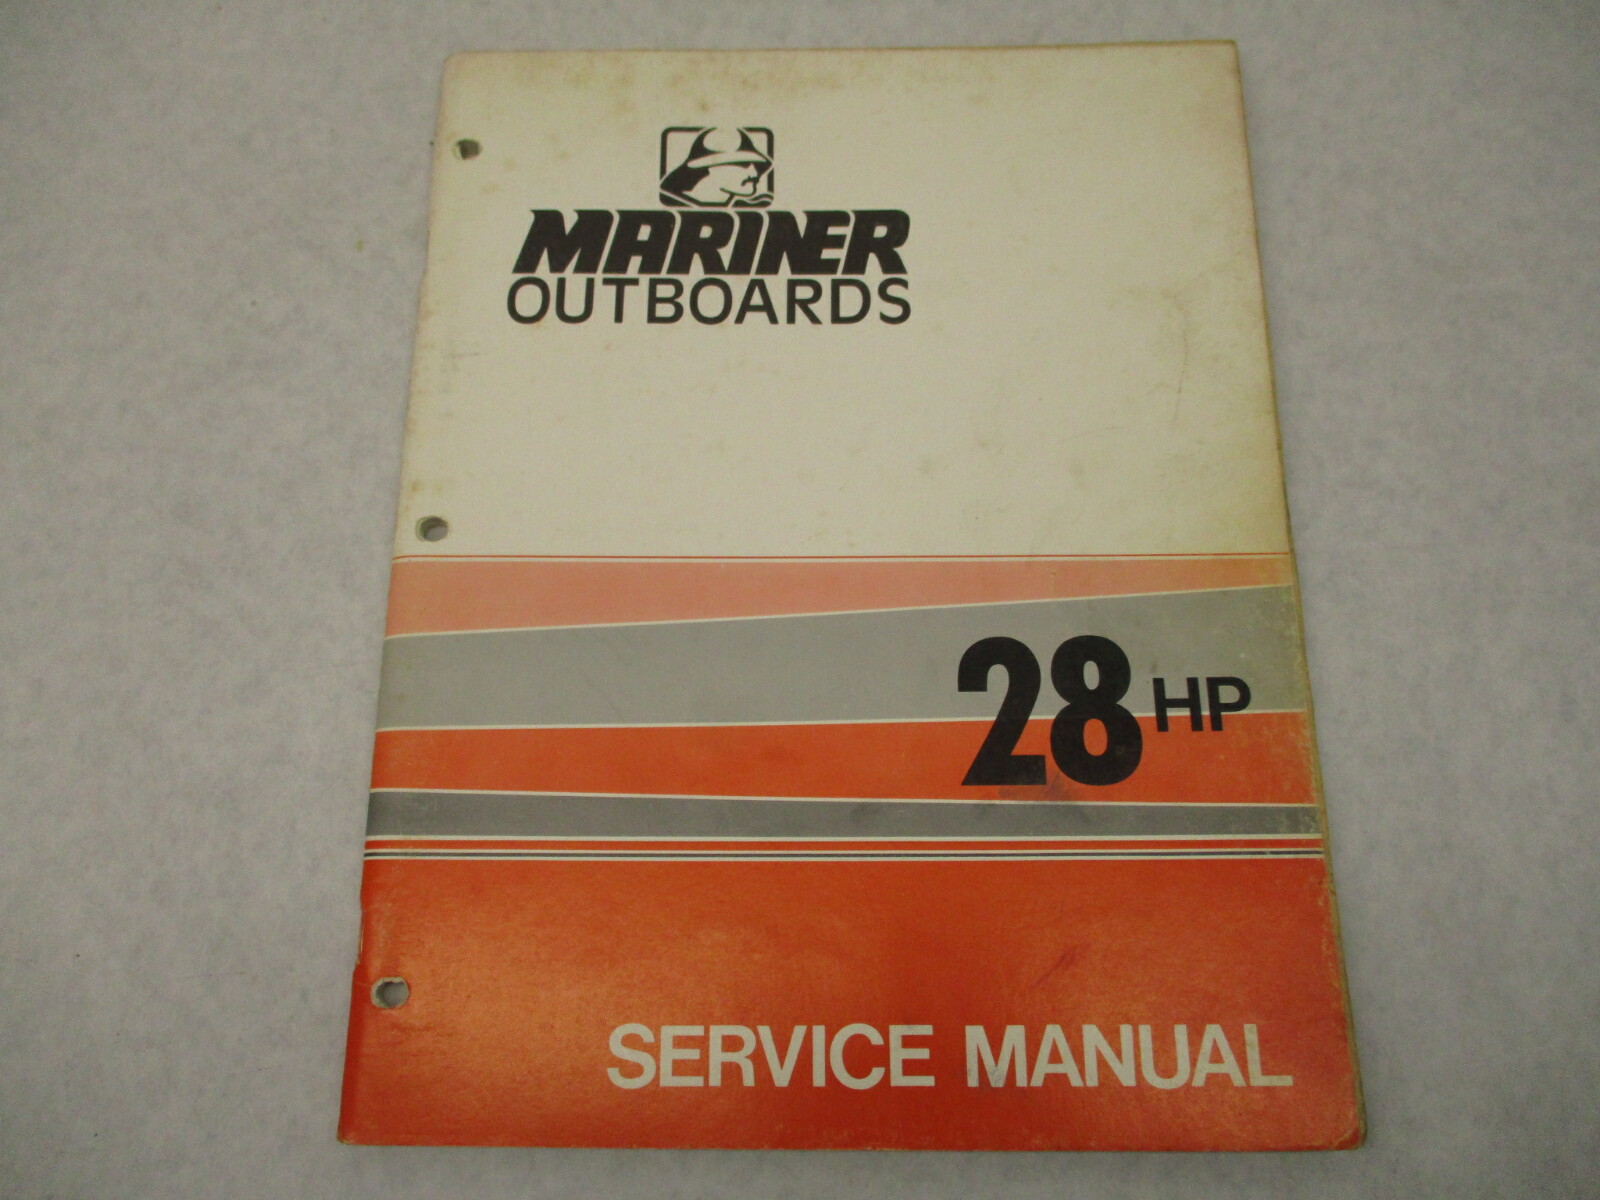 MARINER
OUTBOARDS
28 HP
SERVICE MANUAL